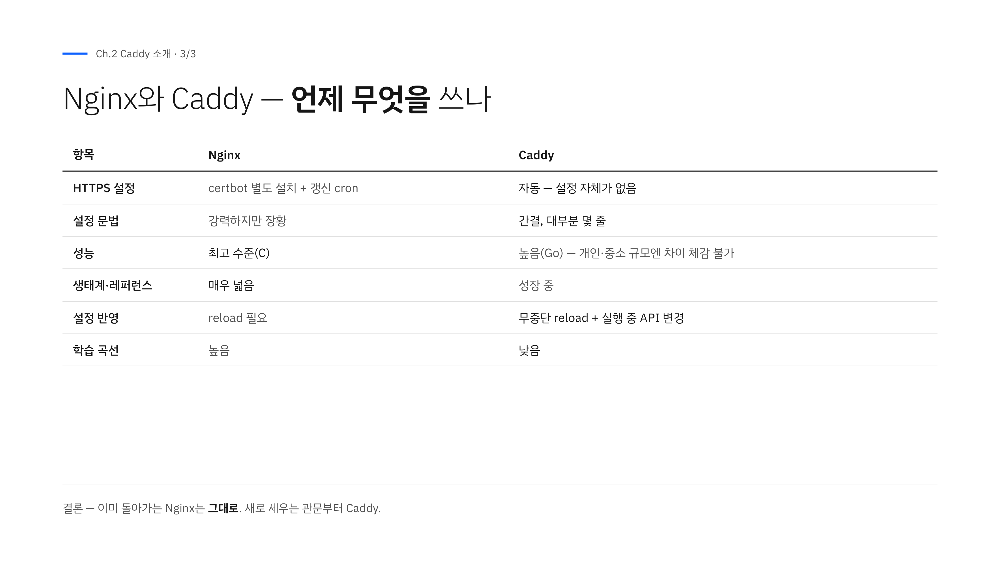 Ch.2 Caddy 소개 · 3/3
Nginx와 Caddy — 언제 무엇을 쓰나
항목 Nginx Caddy
HTTPS 설정 certbot 별도 설치 + 갱신 cron 자동 — 설정 자체가 없음
설정 문법 강력하지만 장황 간결, 대부분 몇 줄
성능 최고 수준(C) 높음(Go) — 개인·중소 규모엔 차이 체감 불가
생태계·레퍼런스 매우 넓음 성장 중
설정 반영 reload 필요 무중단 reload + 실행 중 API 변경
학습 곡선 높음 낮음
결론 — 이미 돌아가는 Nginx는 그대로. 새로 세우는 관문부터 Caddy.